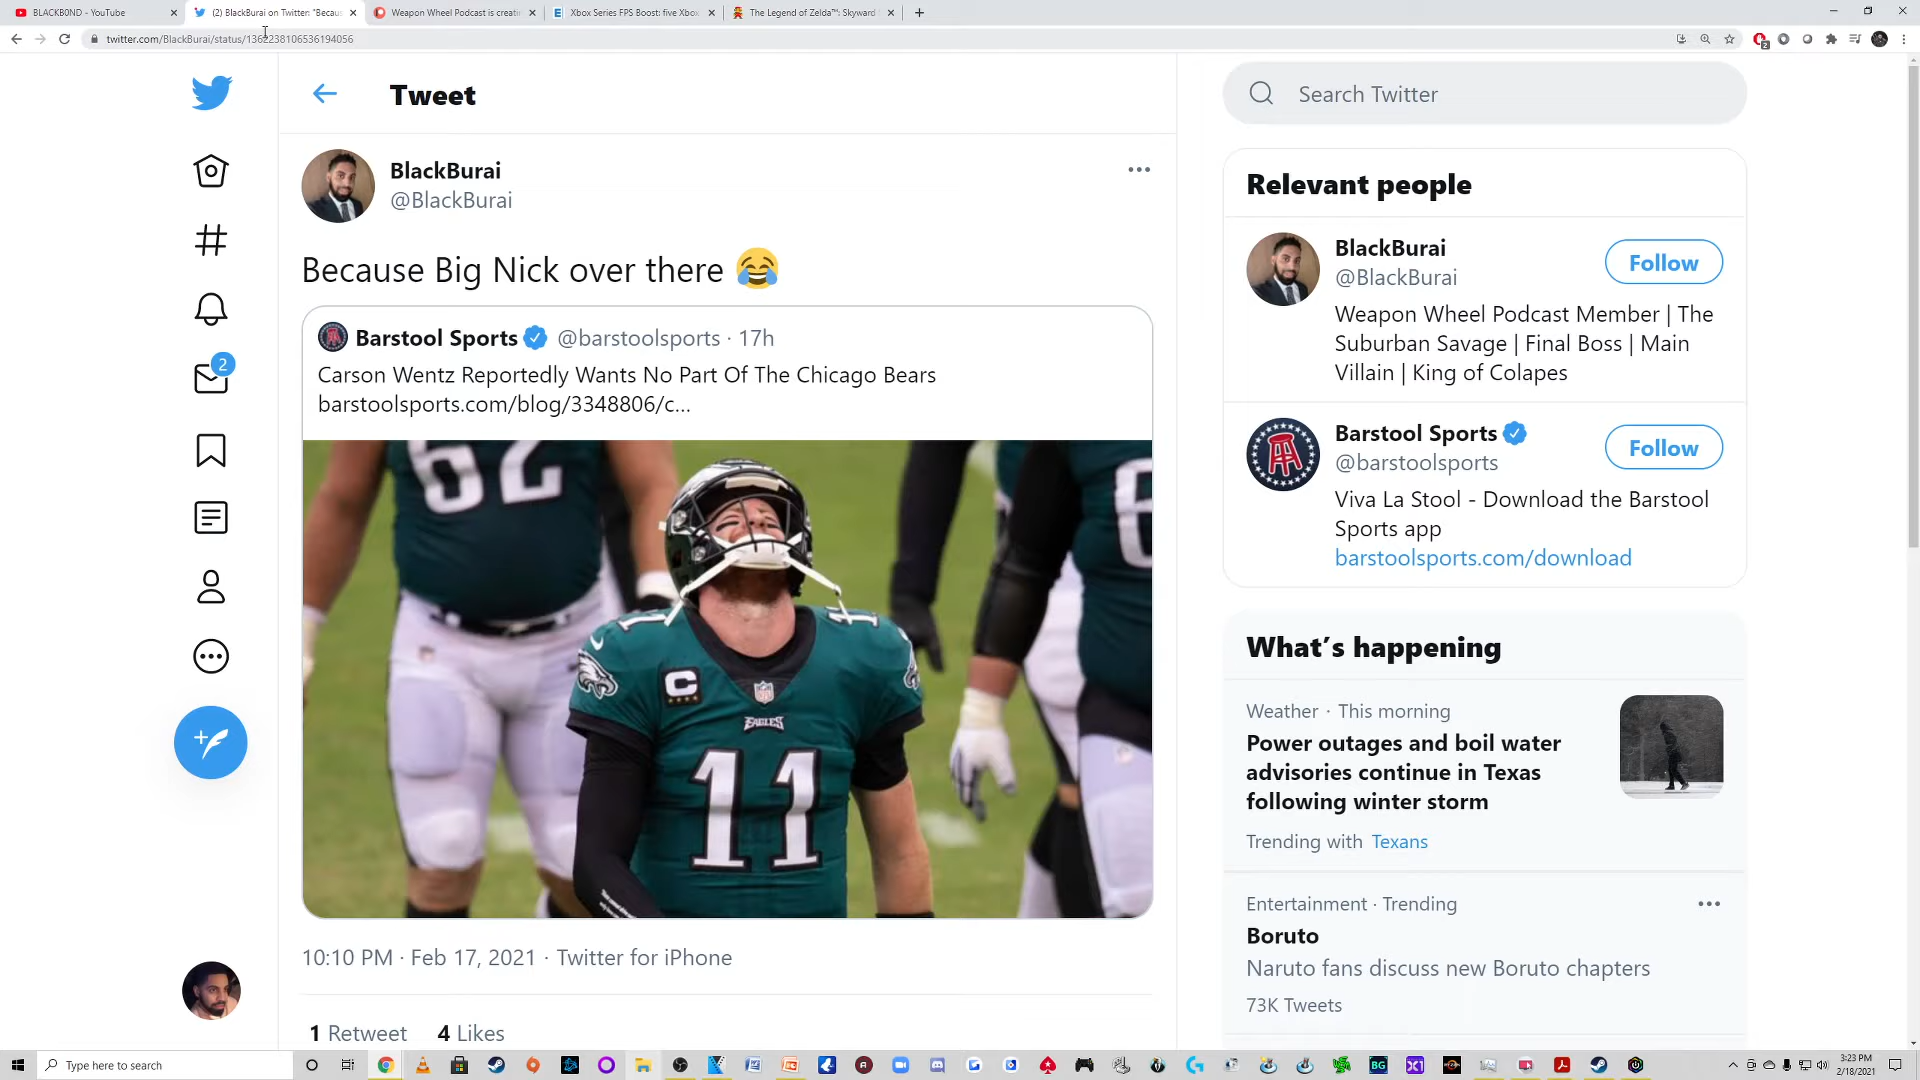 BLACKB0ND - YouTube
(2) BlackBurai on Twitter: "Becau
Weapon Wheel Podcast is creati
Xbox Series FPS Boost: five Xbox
The Legend of Zelda™: Skyward
twitter.com/BlackBurai/status/1362238106536194056
Tweet
Search Twitter
BlackBurai
@BlackBurai
Because Big Nick over there 😂
Barstool Sports @barstoolsports · 17h
Carson Wentz Reportedly Wants No Part Of The Chicago Bears
barstoolsports.com/blog/3348806/c...
62
C
EAGLES
11
10:10 PM · Feb 17, 2021 · Twitter for iPhone
1 Retweet 4 Likes
2
Relevant people
BlackBurai
@BlackBurai
Follow
Weapon Wheel Podcast Member | The
Suburban Savage | Final Boss | Main
Villain | King of Colapes
Barstool Sports
@barstoolsports
Follow
Viva La Stool - Download the Barstool
Sports app
barstoolsports.com/download
What's happening
Weather · This morning
Power outages and boil water
advisories continue in Texas
following winter storm
Trending with Texans
Entertainment · Trending
Boruto
Naruto fans discuss new Boruto chapters
73K Tweets
Type here to search
3:23 PM
2/18/2021